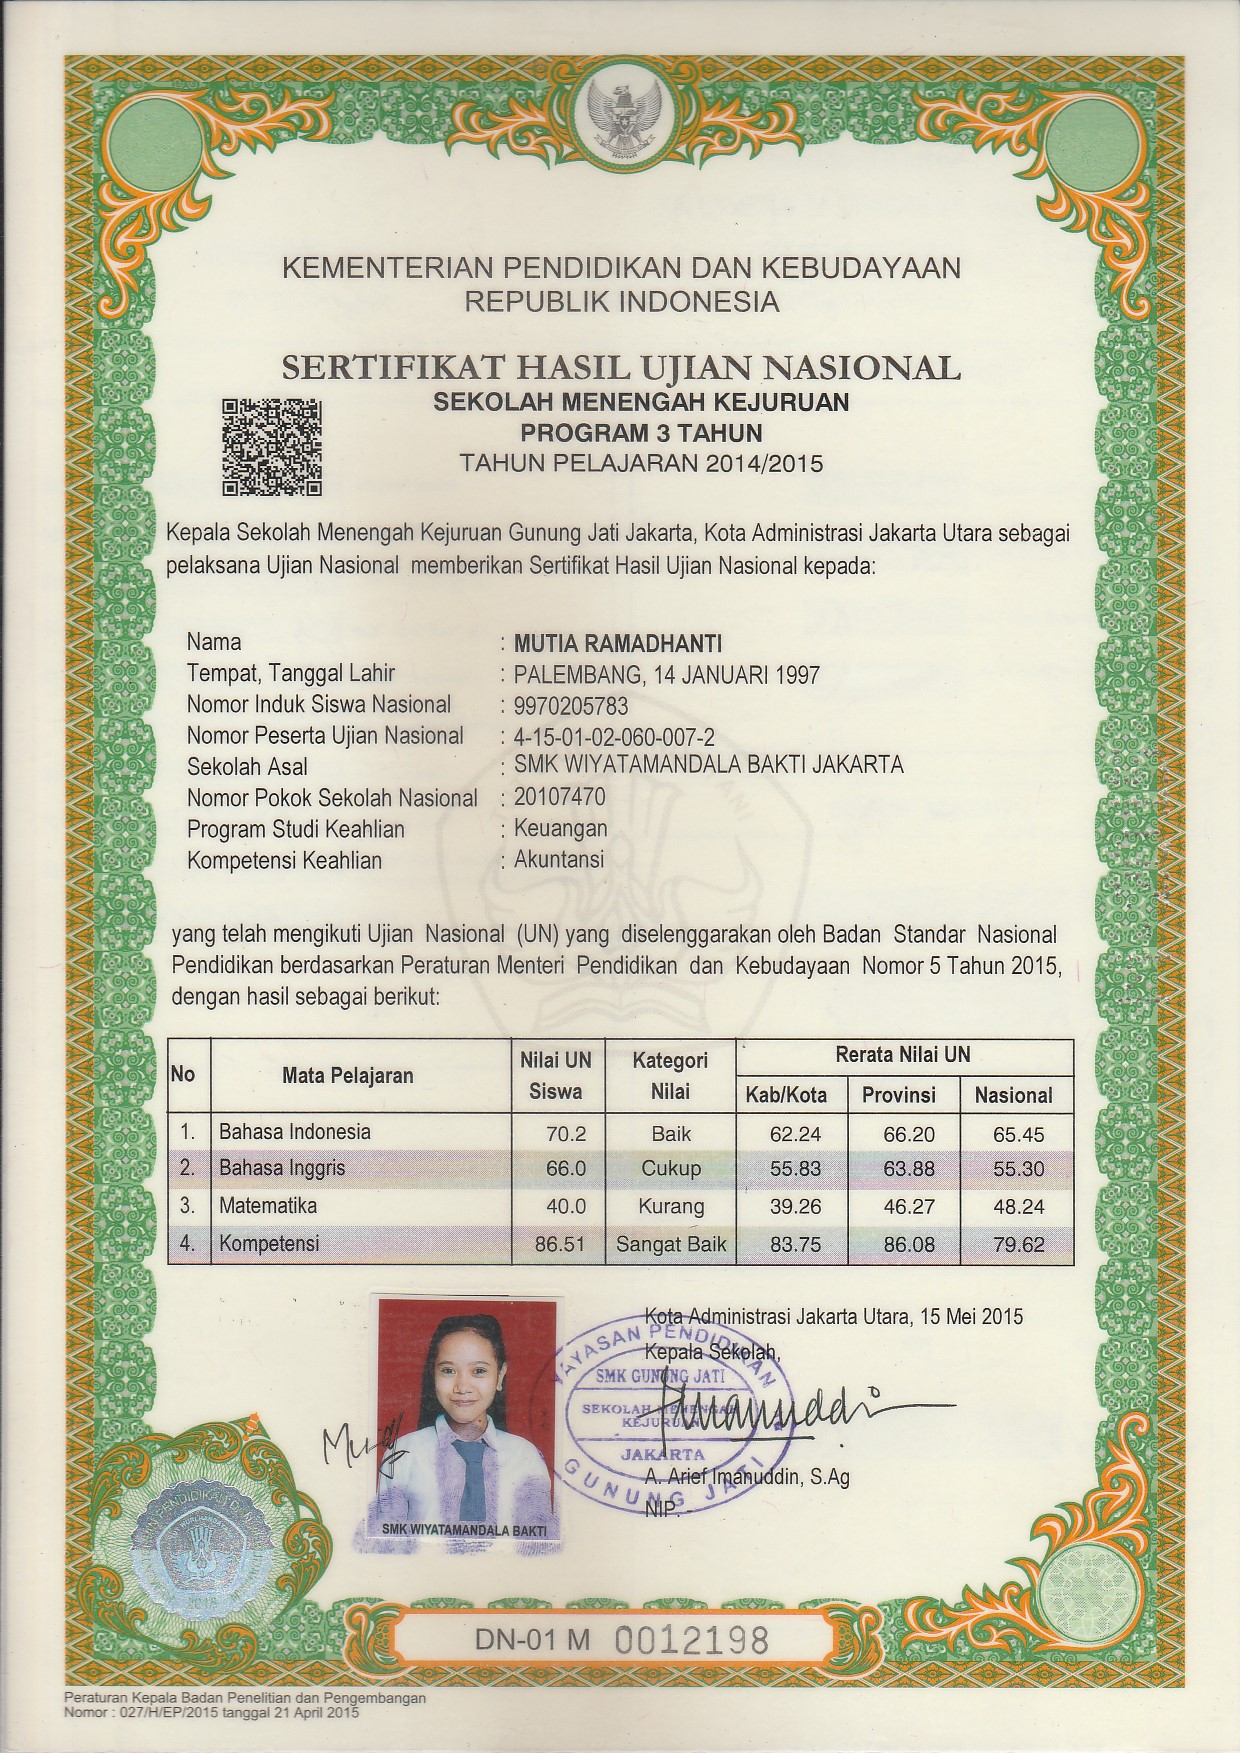 KEMENTERIAN PENDIDIKAN DAN KEBUDAYAAN
REPUBLIK INDONESIA
SERTIFIKAT HASIL UJIAN NASIONAL
SEKOLAH MENENGAH KEJURUAN
PROGRAM 3 TAHUN
TAHUN PELAJARAN 2014/2015
Kepala Sekolah Menengah Kejuruan Gunung Jati Jakarta, Kota Administrasi Jakarta Utara sebagai
pelaksana Ujian Nasional memberikan Sertifikat Hasil Ujian Nasional kepada:
Nama : MUTIA RAMADHANTI
Tempat, Tanggal Lahir : PALEMBANG, 14 JANUARI 1997
Nomor Induk Siswa Nasional : 9970205783
Nomor Peserta Ujian Nasional : 4-15-01-02-060-007-2
Sekolah Asal : SMK WIYATAMANDALA BAKTI JAKARTA
Nomor Pokok Sekolah Nasional : 20107470
Program Studi Keahlian : Keuangan
Kompetensi Keahlian : Akuntansi
yang telah mengikuti Ujian Nasional (UN) yang diselenggarakan oleh Badan Standar Nasional
Pendidikan berdasarkan Peraturan Menteri Pendidikan dan Kebudayaan Nomor 5 Tahun 2015,
dengan hasil sebagai berikut:
No Mata Pelajaran Nilai UN Siswa Kategori Nilai Rerata Nilai UN
Kab/Kota Provinsi Nasional
1. Bahasa Indonesia 70.2 Baik 62.24 66.20 65.45
2. Bahasa Inggris 66.0 Cukup 55.83 63.88 55.30
3. Matematika 40.0 Kurang 39.26 46.27 48.24
4. Kompetensi 86.51 Sangat Baik 83.75 86.08 79.62
Kota Administrasi Jakarta Utara, 15 Mei 2015
Kepala Sekolah,
YAYASAN PENDIDIKAN
SMK GUNUNG JATI
SEKOLAH MENENGAH
KEJURUAN
JAKARTA
GUNUNG JATI
A. Arief Imanuddin, S.Ag
NIP. -
SMK WIYATAMANDALA BAKTI
DN-01 M 0012198
Peraturan Kepala Badan Penelitian dan Pengembangan
Nomor : 027/H/EP/2015 tanggal 21 April 2015